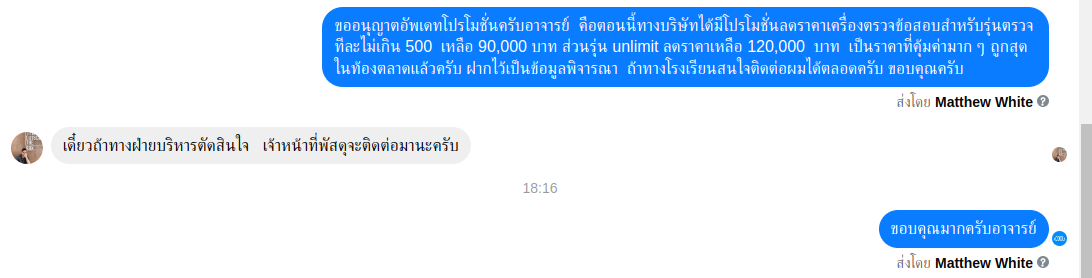 ขออนุญาตอัพเดทโปรโมชั่นครับอาจารย์ คือตอนนี้ทางบริษัทได้มีโปรโมชั่นลดราคาเครื่องตรวจข้อสอบสำหรับรุ่นตรวจ
ทีละไม่เกิน 500 เหลือ 90,000 บาท ส่วนรุ่น unlimit ลดราคาเหลือ 120,000 บาท เป็นราคาที่คุ้มค่ามาก ๆ ถูกสุด
ในท้องตลาดแล้วครับ ฝากไว้เป็นข้อมูลพิจารณา ถ้าทางโรงเรียนสนใจติดต่อผมได้ตลอดครับ ขอบคุณครับ
ส่งโดย Matthew White
เดี๋ยวถ้าทางฝ่ายบริหารตัดสินใจ เจ้าหน้าที่พัสดุจะติดต่อมานะครับ
18:16
ขอบคุณมากครับอาจารย์
ส่งโดย Matthew White